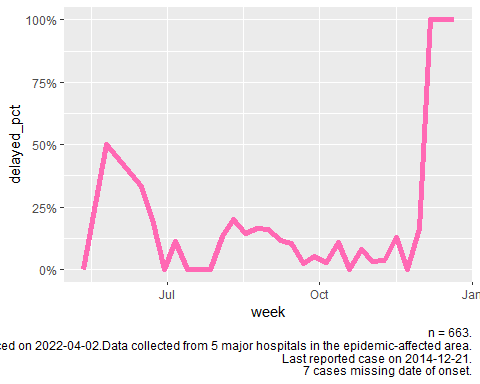 100%
75%
50%
25%
0%
delayed_pct
Jul
Oct
Jan
week
n = 663.
on 2022-04-02.Data collected from 5 major hospitals in the epidemic-affected area.
Last reported case on 2014-12-21.
7 cases missing date of onset.